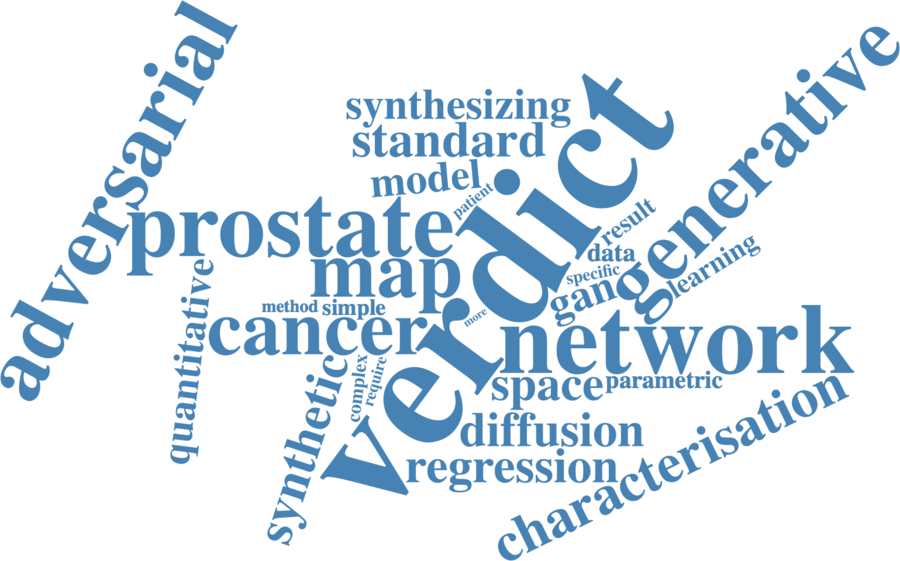 adversarial
generative
synthesizing
standard
model
patient
verdict
prostate
result
data
learning
map
specific
gan
quantitative
method
simple
more
cancer
network
complex
require
space
parametric
synthetic
diffusion
regression
characterisation